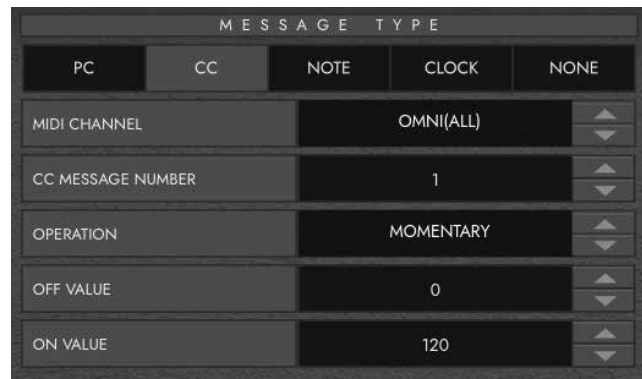 MESSAGE TYPE
PC CC NOTE CLOCK NONE
MIDI CHANNEL OMNI(ALL)
CC MESSAGE NUMBER 1
OPERATION MOMENTARY
OFF VALUE 0
ON VALUE 120